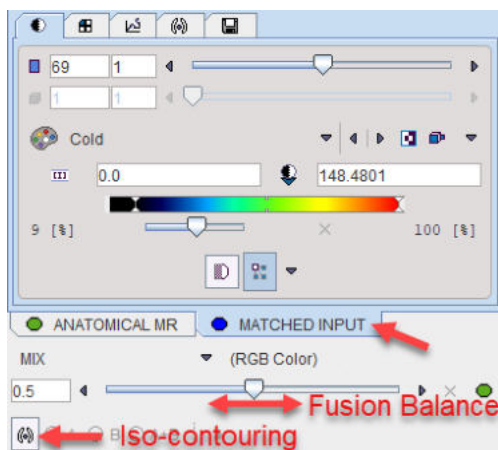 69 1
1 1
Cold
0.0 148.4801
9 [%] 100 [%]
ANATOMICAL MR MATCHED INPUT
MIX (RGB Color)
0.5
Fusion Balance
Iso-contouring